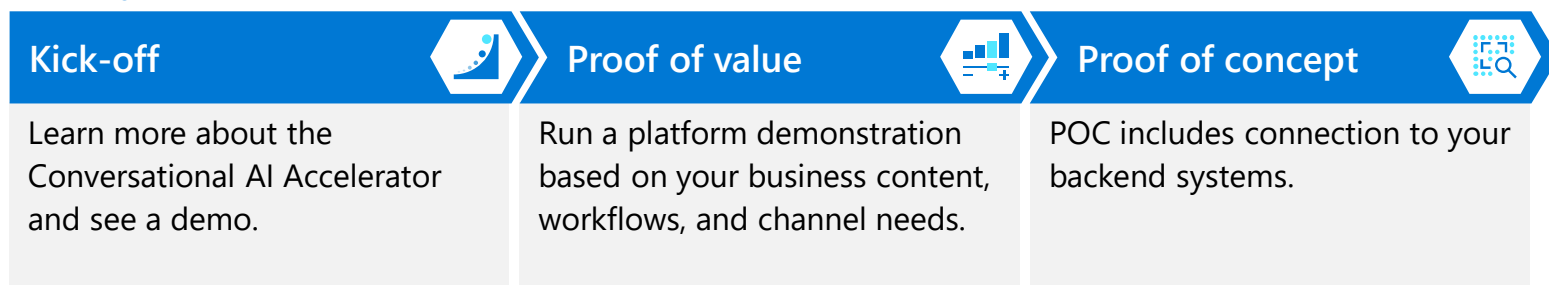 Kick-off
Learn more about the
Conversational AI Accelerator
and see a demo.
Proof of value
Run a platform demonstration
based on your business content,
workflows, and channel needs.
Proof of concept
POC includes connection to your
backend systems.